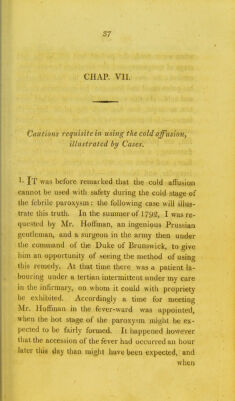 37
CHAP. VII.
Cautions requisite in using the cold affusion,
illustrated by Cases.
1. IT was before remarked that the cold affusion
cannot be used with safety during the cold stage of
the febrile paroxysm: the following case will illus-
trate this truth. In the summer of 1792, I was re-
quested by Mr. Hoffman, an ingenious Prussian
gentleman, and a surgeon in the army then under
the command of the Duke of Brunswick, to give
him an opportunity of seeing the method of using
this remedy. At that time there was a patient la-
bouring under a tertian intermittent under my care
in the infirmary, on whom it could with propriety
be exhibited. Accordingly a time for meeting
Mr. Hoffman in the fever-ward was appointed,
when the hot stage of the paroxysm might be ex-
pected to be fairly formed. It happened however
that the accession of the fever had occurred an hour
later this day than might have been expected, and
when